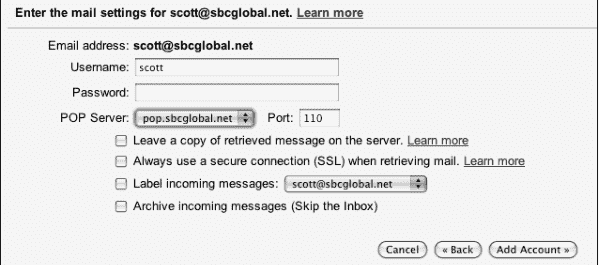 Enter the mail settings for scott@sbcglobal.net. Learn more
Email address: scott@sbcglobal.net
Username: scott
Password:
POP Server: pop.sbcglobal.net Port: 110
Leave a copy of retrieved message on the server. Learn more
Always use a secure connection (SSL) when retrieving mail. Learn more
Label incoming messages: scott@sbcglobal.net
Archive incoming messages (Skip the Inbox)
Cancel « Back Add Account »